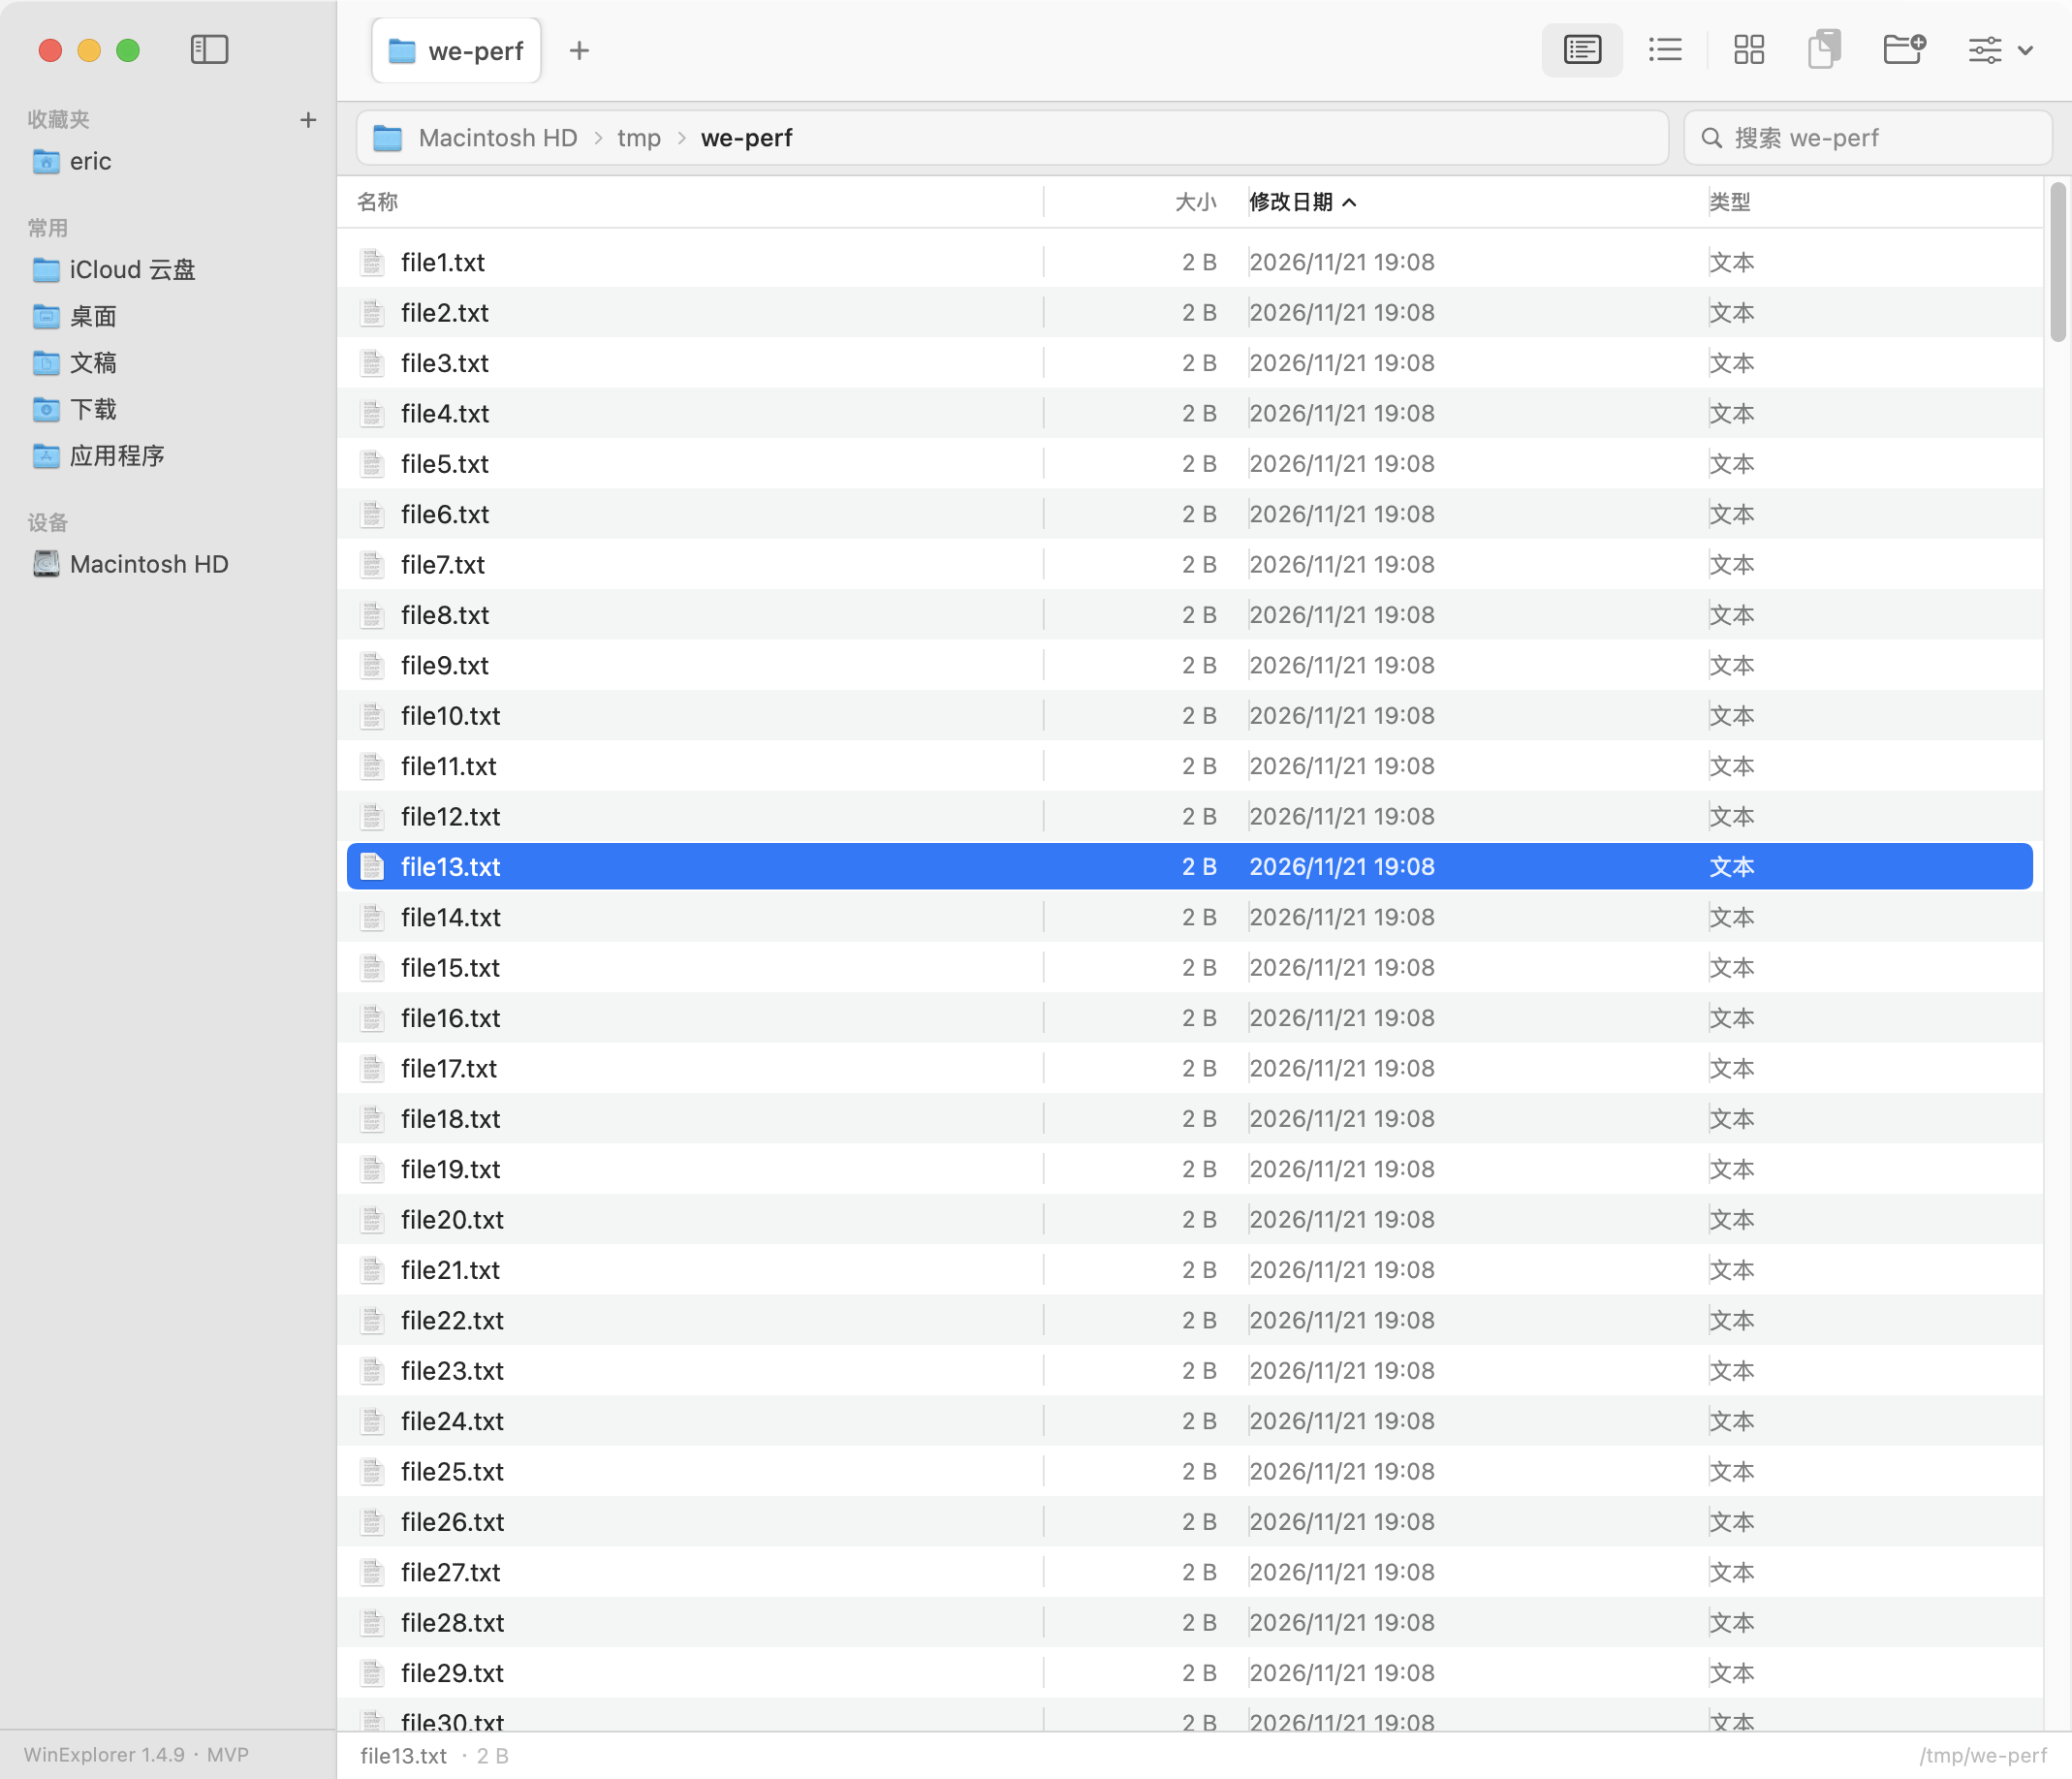 we-perf
收藏夹
eric
常用
iCloud 云盘
桌面
文稿
下载
应用程序
设备
Macintosh HD
WinExplorer 1.4.9 · MVP
Macintosh HD › tmp › we-perf
搜索 we-perf
名称 大小 修改日期 类型
file1.txt 2 B 2026/11/21 19:08 文本
file2.txt 2 B 2026/11/21 19:08 文本
file3.txt 2 B 2026/11/21 19:08 文本
file4.txt 2 B 2026/11/21 19:08 文本
file5.txt 2 B 2026/11/21 19:08 文本
file6.txt 2 B 2026/11/21 19:08 文本
file7.txt 2 B 2026/11/21 19:08 文本
file8.txt 2 B 2026/11/21 19:08 文本
file9.txt 2 B 2026/11/21 19:08 文本
file10.txt 2 B 2026/11/21 19:08 文本
file11.txt 2 B 2026/11/21 19:08 文本
file12.txt 2 B 2026/11/21 19:08 文本
file13.txt 2 B 2026/11/21 19:08 文本
file14.txt 2 B 2026/11/21 19:08 文本
file15.txt 2 B 2026/11/21 19:08 文本
file16.txt 2 B 2026/11/21 19:08 文本
file17.txt 2 B 2026/11/21 19:08 文本
file18.txt 2 B 2026/11/21 19:08 文本
file19.txt 2 B 2026/11/21 19:08 文本
file20.txt 2 B 2026/11/21 19:08 文本
file21.txt 2 B 2026/11/21 19:08 文本
file22.txt 2 B 2026/11/21 19:08 文本
file23.txt 2 B 2026/11/21 19:08 文本
file24.txt 2 B 2026/11/21 19:08 文本
file25.txt 2 B 2026/11/21 19:08 文本
file26.txt 2 B 2026/11/21 19:08 文本
file27.txt 2 B 2026/11/21 19:08 文本
file28.txt 2 B 2026/11/21 19:08 文本
file29.txt 2 B 2026/11/21 19:08 文本
file30.txt 2 B 2026/11/21 19:08 文本
file13.txt · 2 B
/tmp/we-perf